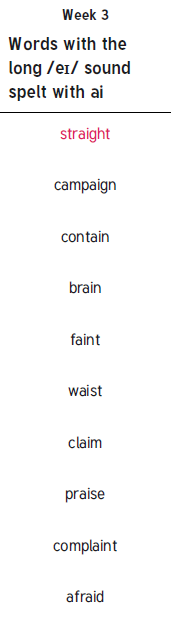 Week 3
Words with the
long /eɪ/ sound
spelt with ai
straight
campaign
contain
brain
faint
waist
claim
praise
complaint
afraid